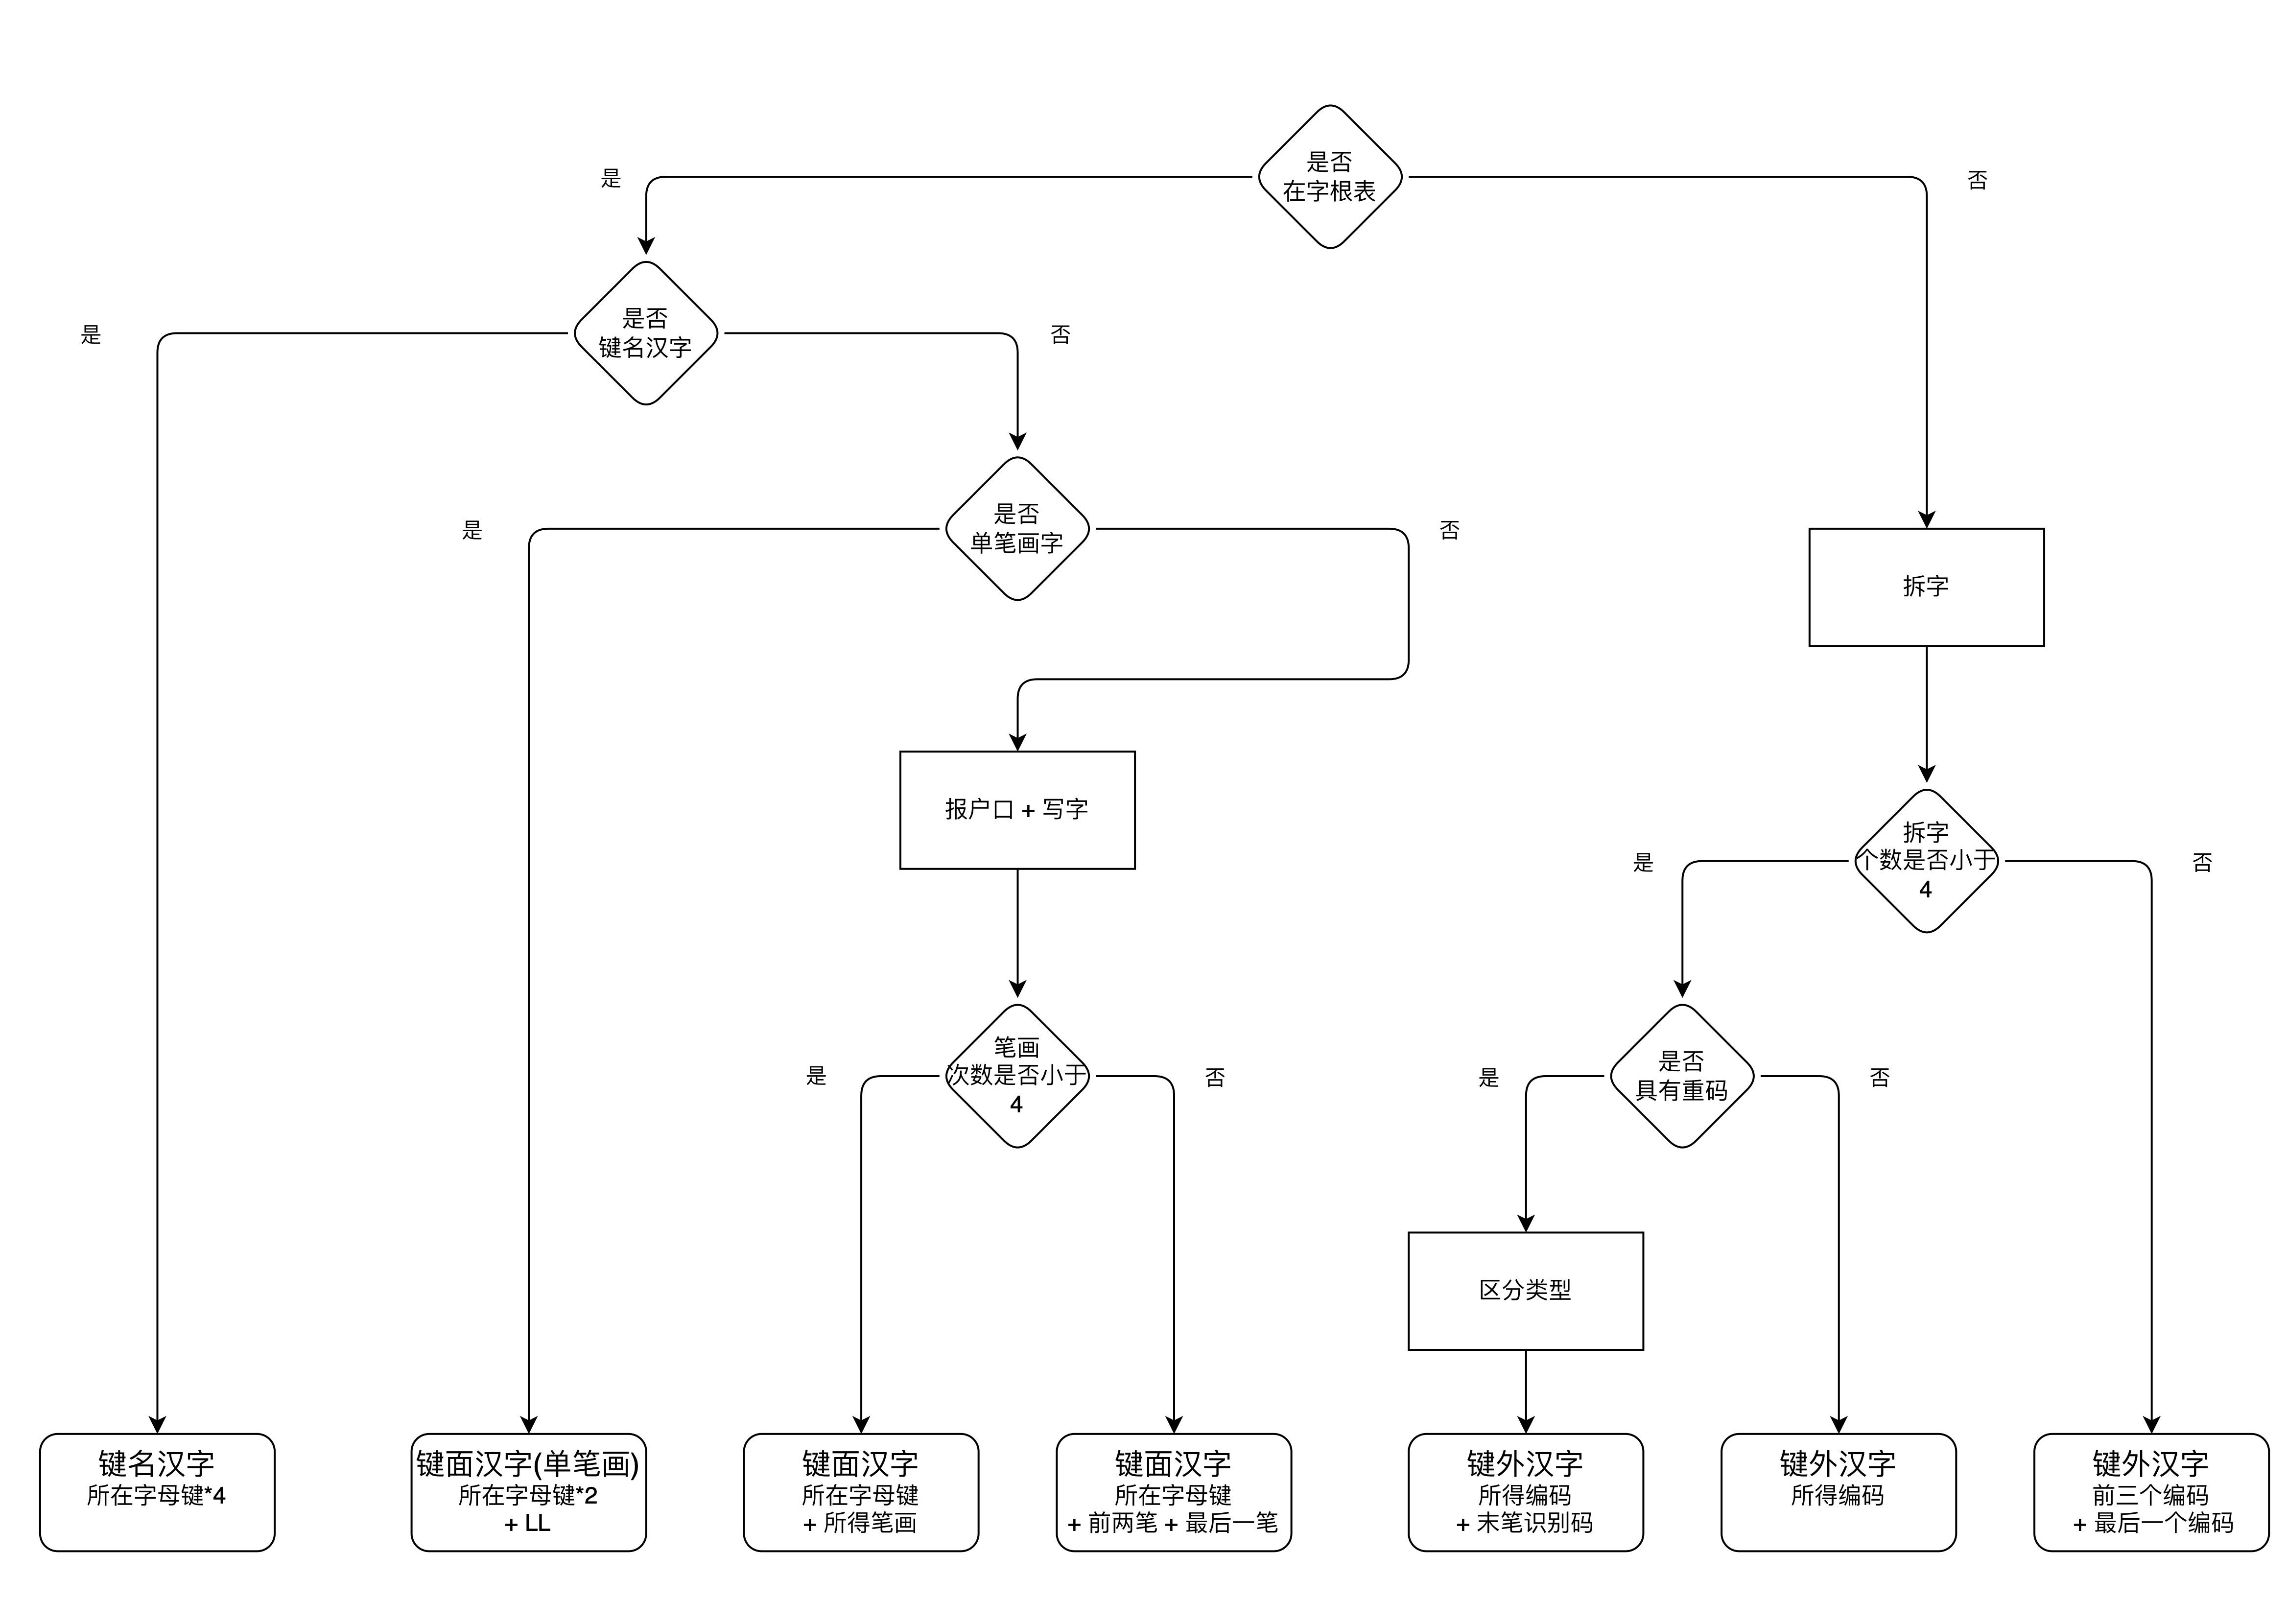 是否
在字根表
是
否
是否
键名汉字
是
否
是否
单笔画字
是
否
拆字
报户口 + 写字
拆字
个数是否小于
4
是
否
笔画
次数是否小于
4
是
否
是否
具有重码
是
否
区分类型
键名汉字
所在字母键*4
键面汉字(单笔画)
所在字母键*2
+ LL
键面汉字
所在字母键
+ 所得笔画
键面汉字
所在字母键
+ 前两笔 + 最后一笔
键外汉字
所得编码
+ 末笔识别码
键外汉字
所得编码
键外汉字
前三个编码
+ 最后一个编码